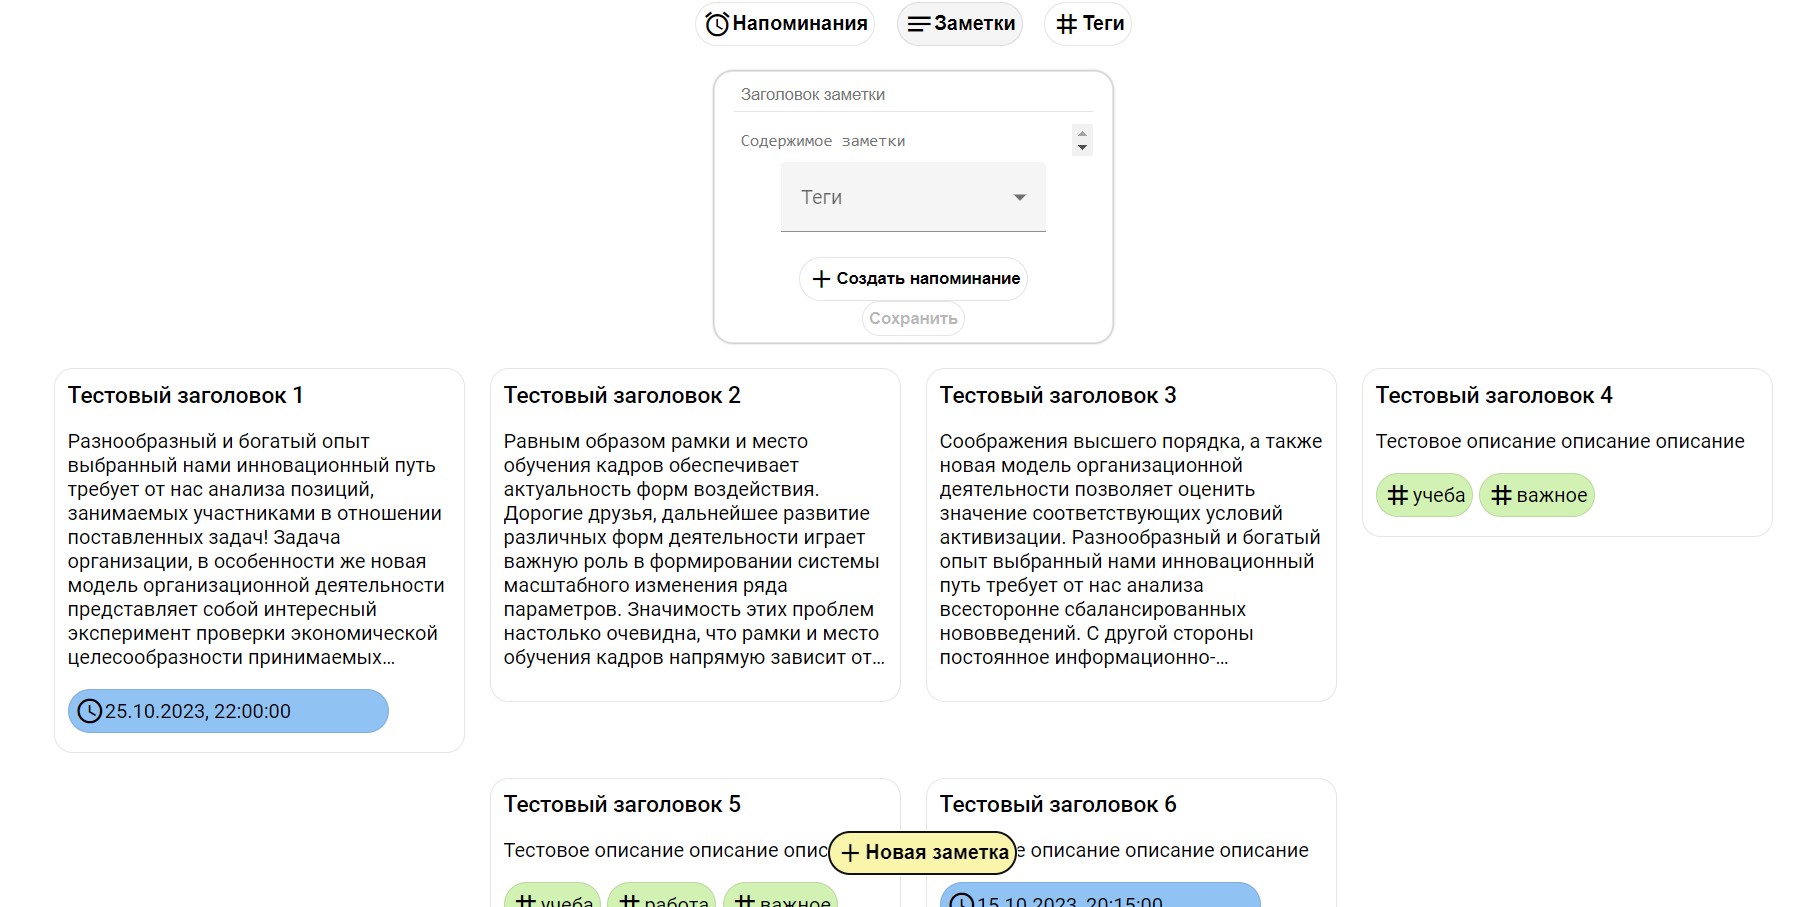 Напоминания
Заметки
Теги
Заголовок заметки
Содержимое заметки
Теги
Создать напоминание
Сохранить
Тестовый заголовок 1
Разнообразный и богатый опыт
выбранный нами инновационный путь
требует от нас анализа позиций,
занимаемых участниками в отношении
поставленных задач! Задача
организации, в особенности же новая
модель организационной деятельности
представляет собой интересный
эксперимент проверки экономической
целесообразности принимаемых…
25.10.2023, 22:00:00
Тестовый заголовок 2
Равным образом рамки и место
обучения кадров обеспечивает
актуальность форм воздействия.
Дорогие друзья, дальнейшее развитие
различных форм деятельности играет
важную роль в формировании системы
масштабного изменения ряда
параметров. Значимость этих проблем
настолько очевидна, что рамки и место
обучения кадров напрямую зависит от…
Тестовый заголовок 3
Соображения высшего порядка, а также
новая модель организационной
деятельности позволяет оценить
значение соответствующих условий
активизации. Разнообразный и богатый
опыт выбранный нами инновационный
путь требует от нас анализа
всесторонне сбалансированных
нововведений. С другой стороны
постоянное информационно-…
Тестовый заголовок 4
Тестовое описание описание описание
# учеба
# важное
Тестовый заголовок 5
Тестовое описание описание опис
# учеба
# работа
# важное
Тестовый заголовок 6
е описание описание описание
15.10.2023, 20:15:00
+ Новая заметка